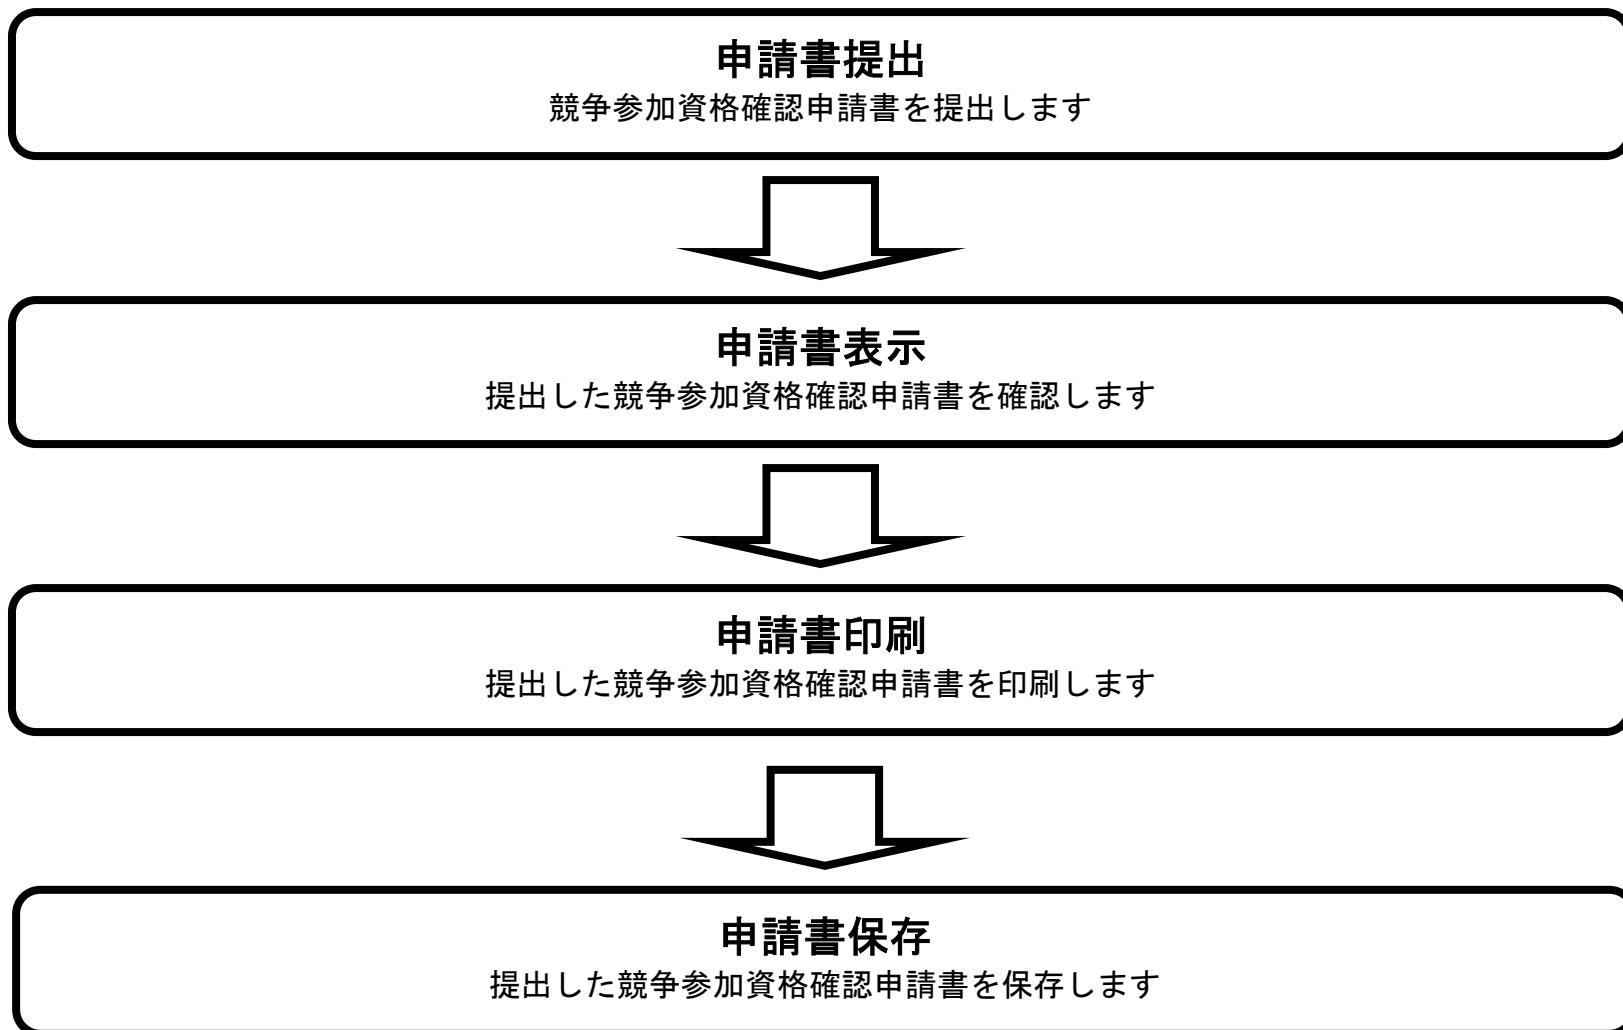 申請書提出
競争参加資格確認申請書を提出します
申請書表示
提出した競争参加資格確認申請書を確認します
申請書印刷
提出した競争参加資格確認申請書を印刷します
申請書保存
提出した競争参加資格確認申請書を保存します